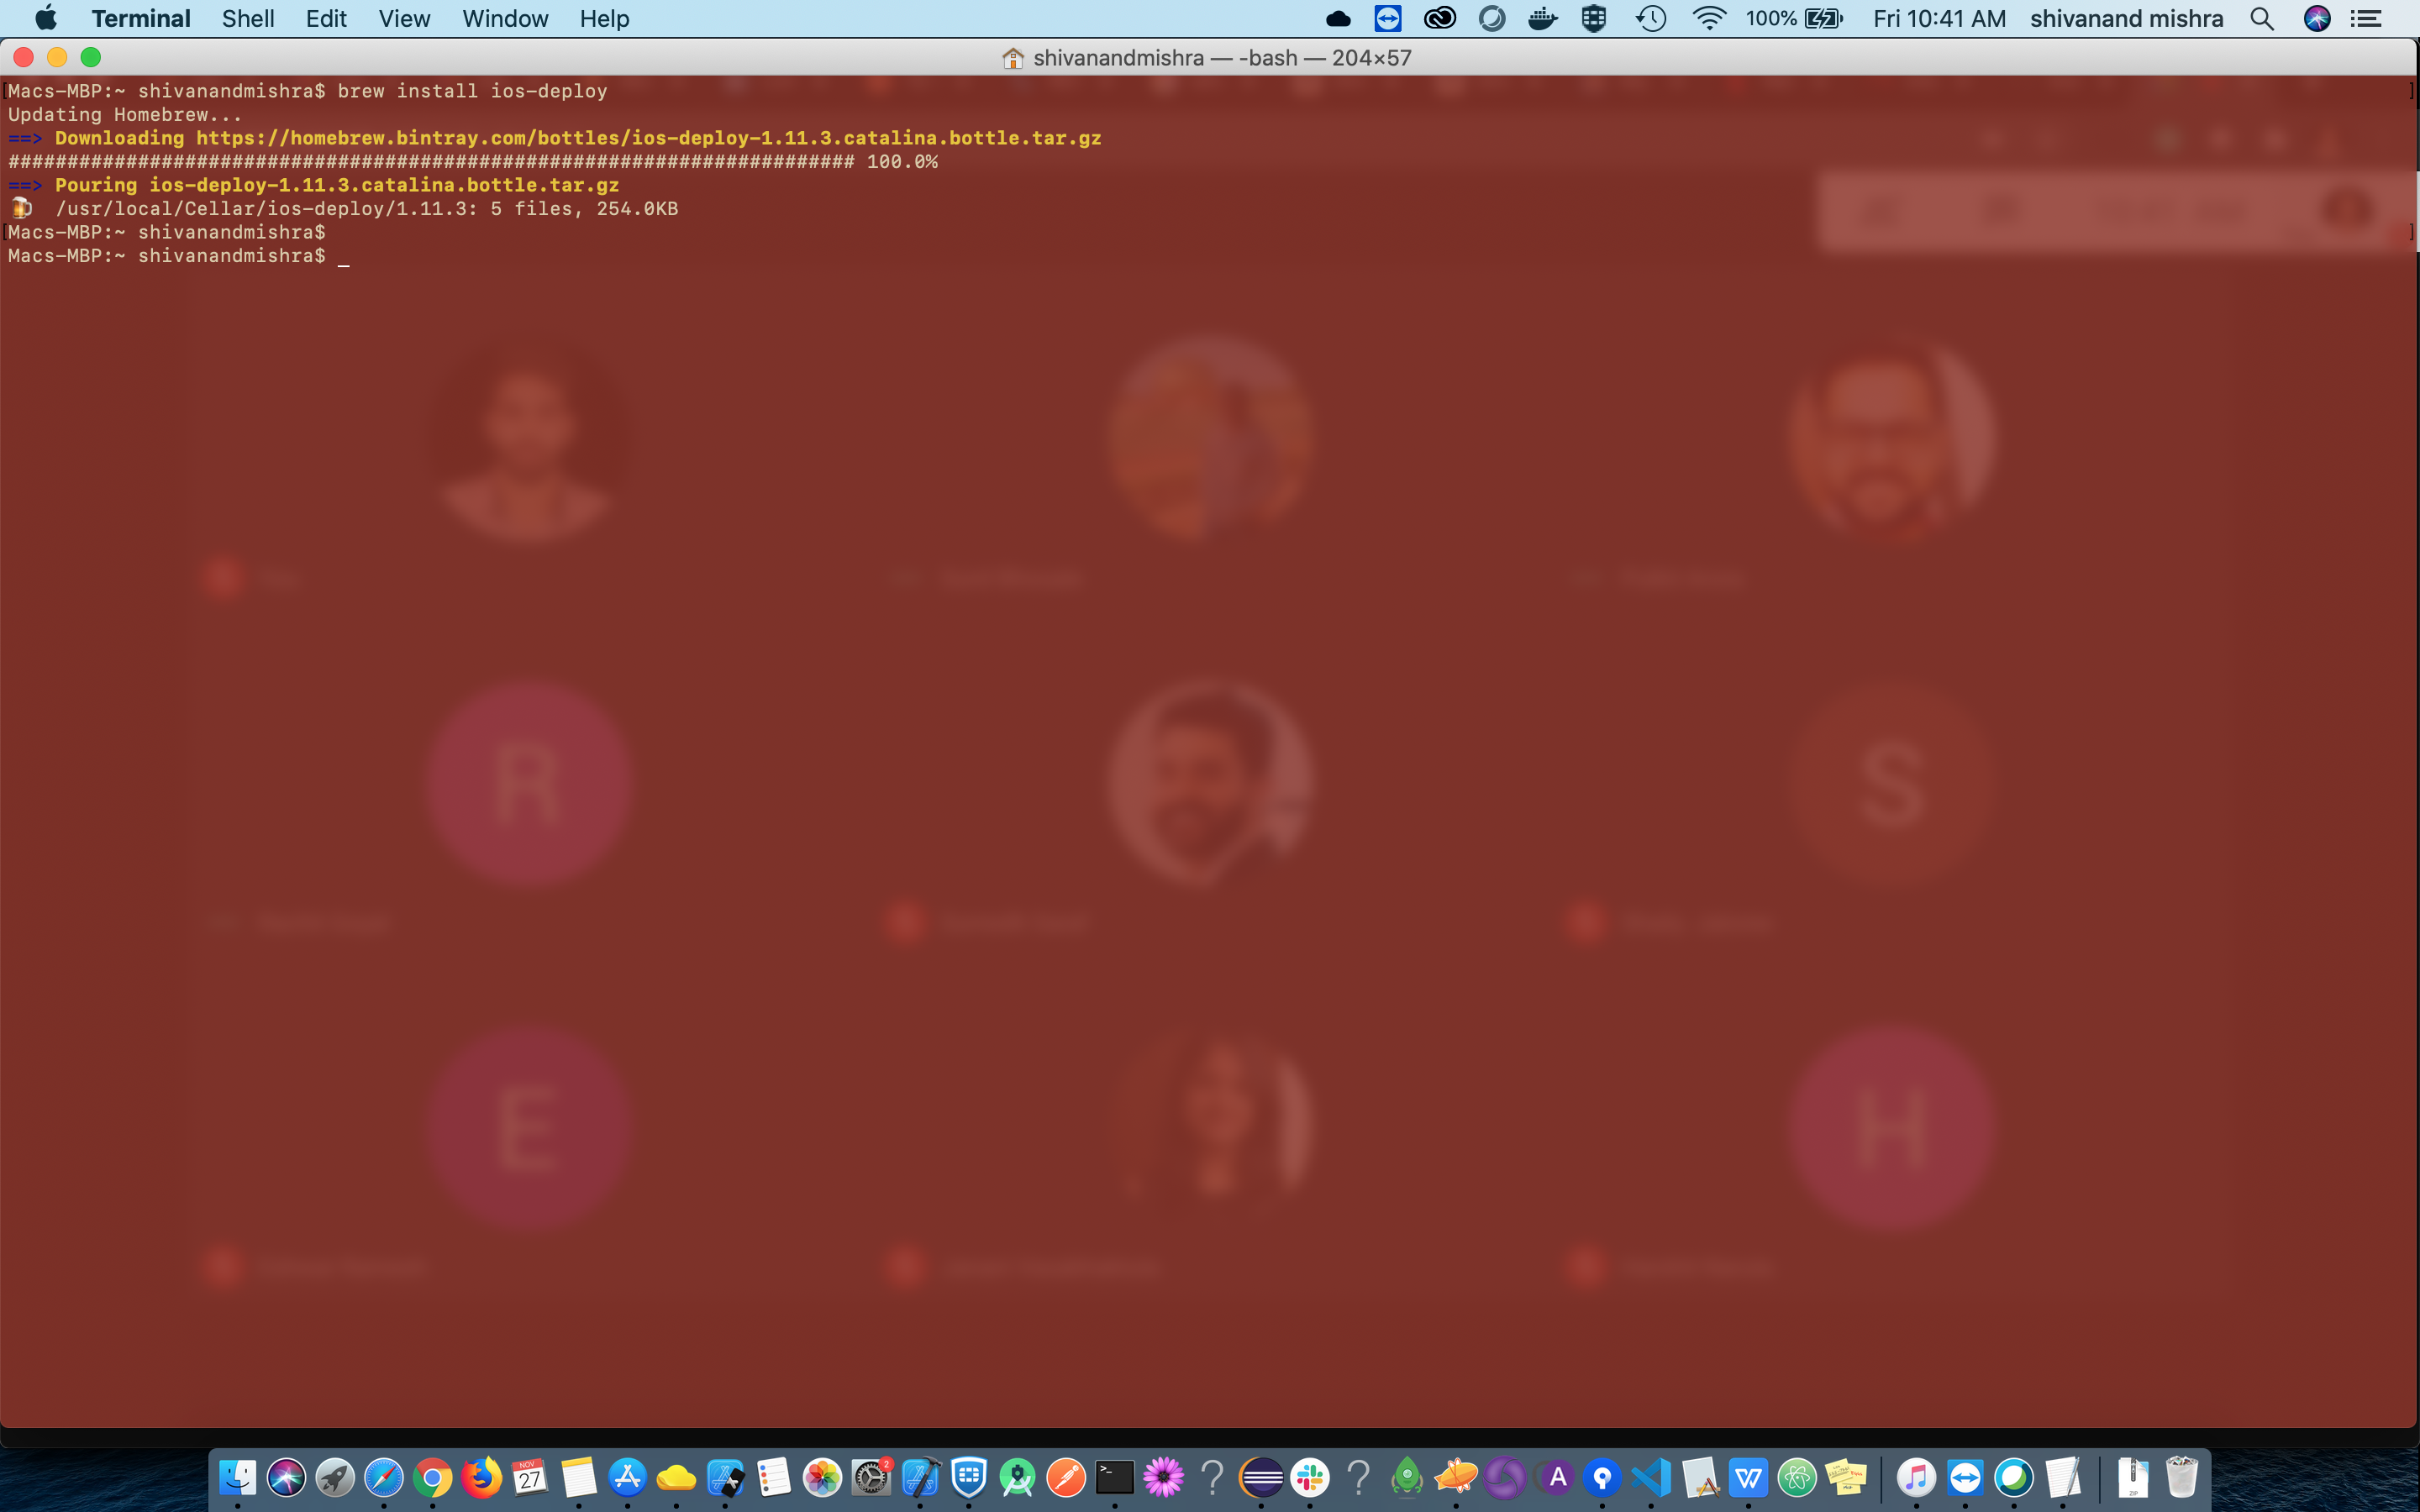 Terminal Shell Edit View Window Help 100% Fri 10:41 AM shivanand mishra
shivanandmishra — -bash — 204×57
Macs-MBP:~ shivanandmishra$ brew install ios-deploy
Updating Homebrew...
==> Downloading https://homebrew.bintray.com/bottles/ios-deploy-1.11.3.catalina.bottle.tar.gz
######################################################################## 100.0%
==> Pouring ios-deploy-1.11.3.catalina.bottle.tar.gz
/usr/local/Cellar/ios-deploy/1.11.3: 5 files, 254.0KB
Macs-MBP:~ shivanandmishra$
Macs-MBP:~ shivanandmishra$ _
R
S
E
H
NOV
27
2
ZIP